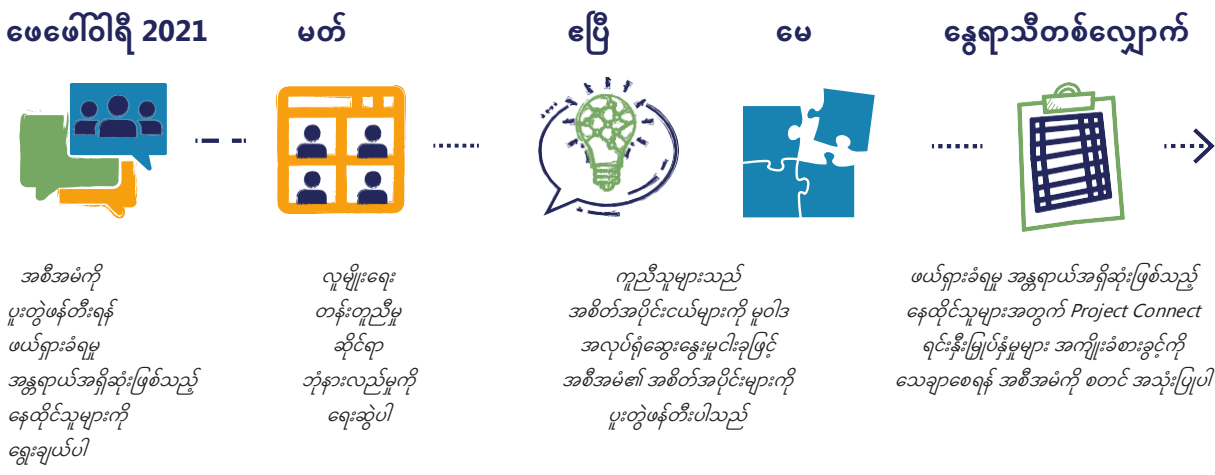 ဖေဖော်ဝါရီ 2021
မတ်
ဧပြီ
မေ
နွေရာသီတစ်လျှောက်
အစီအမံကို
ပူးတွဲဖန်တီးရန်
ဖယ်ရှားခံရမှု
အန္တရာယ်အရှိဆုံးဖြစ်သည့်
နေထိုင်သူများကို
ရွေးချယ်ပါ
လူမျိုးရေး
တန်းတူညီမှု
ဆိုင်ရာ
ဘုံနားလည်မှုကို
ရေးဆွဲပါ
ကူညီသူများသည်
အစိတ်အပိုင်းငယ်များကို မူဝါဒ
အလုပ်ရုံဆွေးနွေးမှုငါးခုဖြင့်
အစီအမံ၏ အစိတ်အပိုင်းများကို
ပူးတွဲဖန်တီးပါသည်
ဖယ်ရှားခံရမှု အန္တရာယ်အရှိဆုံးဖြစ်သည့်
နေထိုင်သူများအတွက် Project Connect
ရင်းနှီးမြှုပ်နှံမှုများ အကျိုးခံစားခွင့်ကို
သေချာစေရန် အစီအမံကို စတင် အသုံးပြုပါ